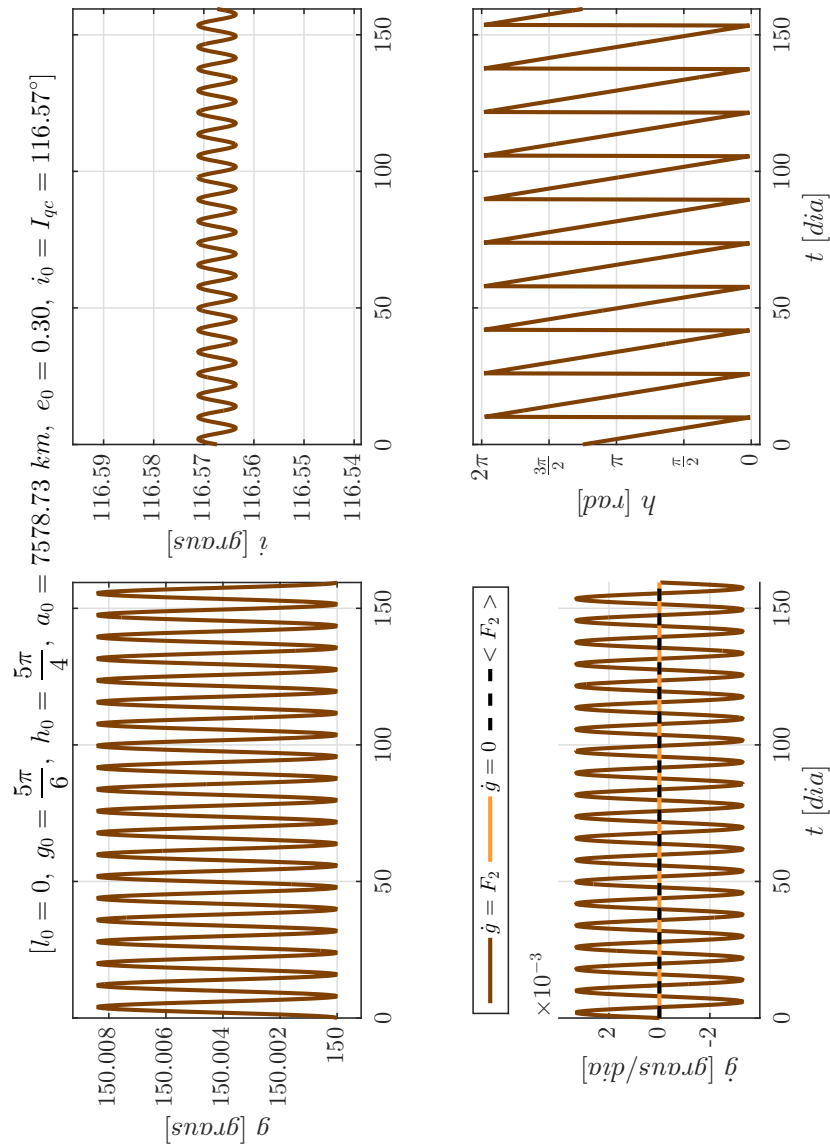 [l_0 = 0, g_0 = 5π/6, h_0 = 5π/4, a_0 = 7578.73 km, e_0 = 0.30, i_0 = I_{qc} = 116.57°]
g [graus]
150.008
150.006
150.004
150.002
150
0 50 100 150
i [graus]
116.59
116.58
116.57
116.56
116.55
116.54
0 50 100 150
ġ = F_2 ġ = 0 < F_2 >
×10^{-3}
ġ [graus/dia]
2
0
-2
0 50 100 150
t [dia]
h [rad]
2π
3π/2
π
π/2
0
0 50 100 150
t [dia]